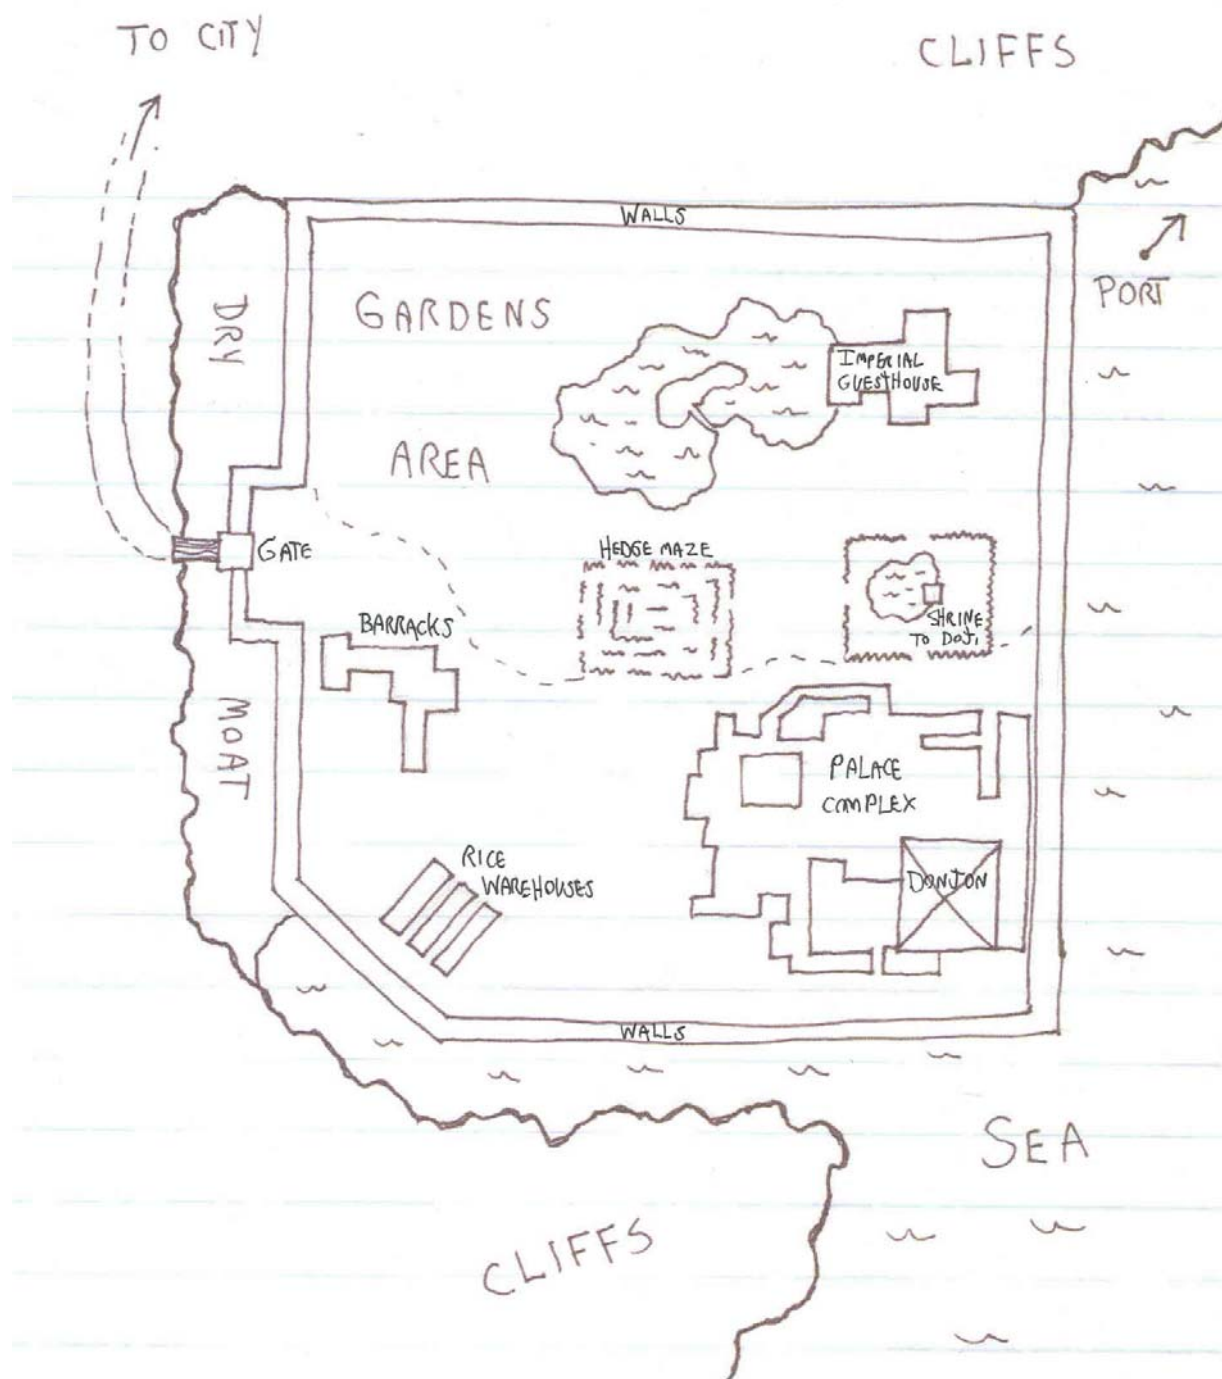 TO CITY
CLIFFS
WALLS
PORT
DRY
GARDENS
IMPERIAL
GUESTHOUSE
AREA
GATE
HEDGE MAZE
BARRACKS
SHRINE
TO DOJI
MOAT
PALACE
COMPLEX
RICE
WAREHOUSES
DONJON
WALLS
SEA
CLIFFS